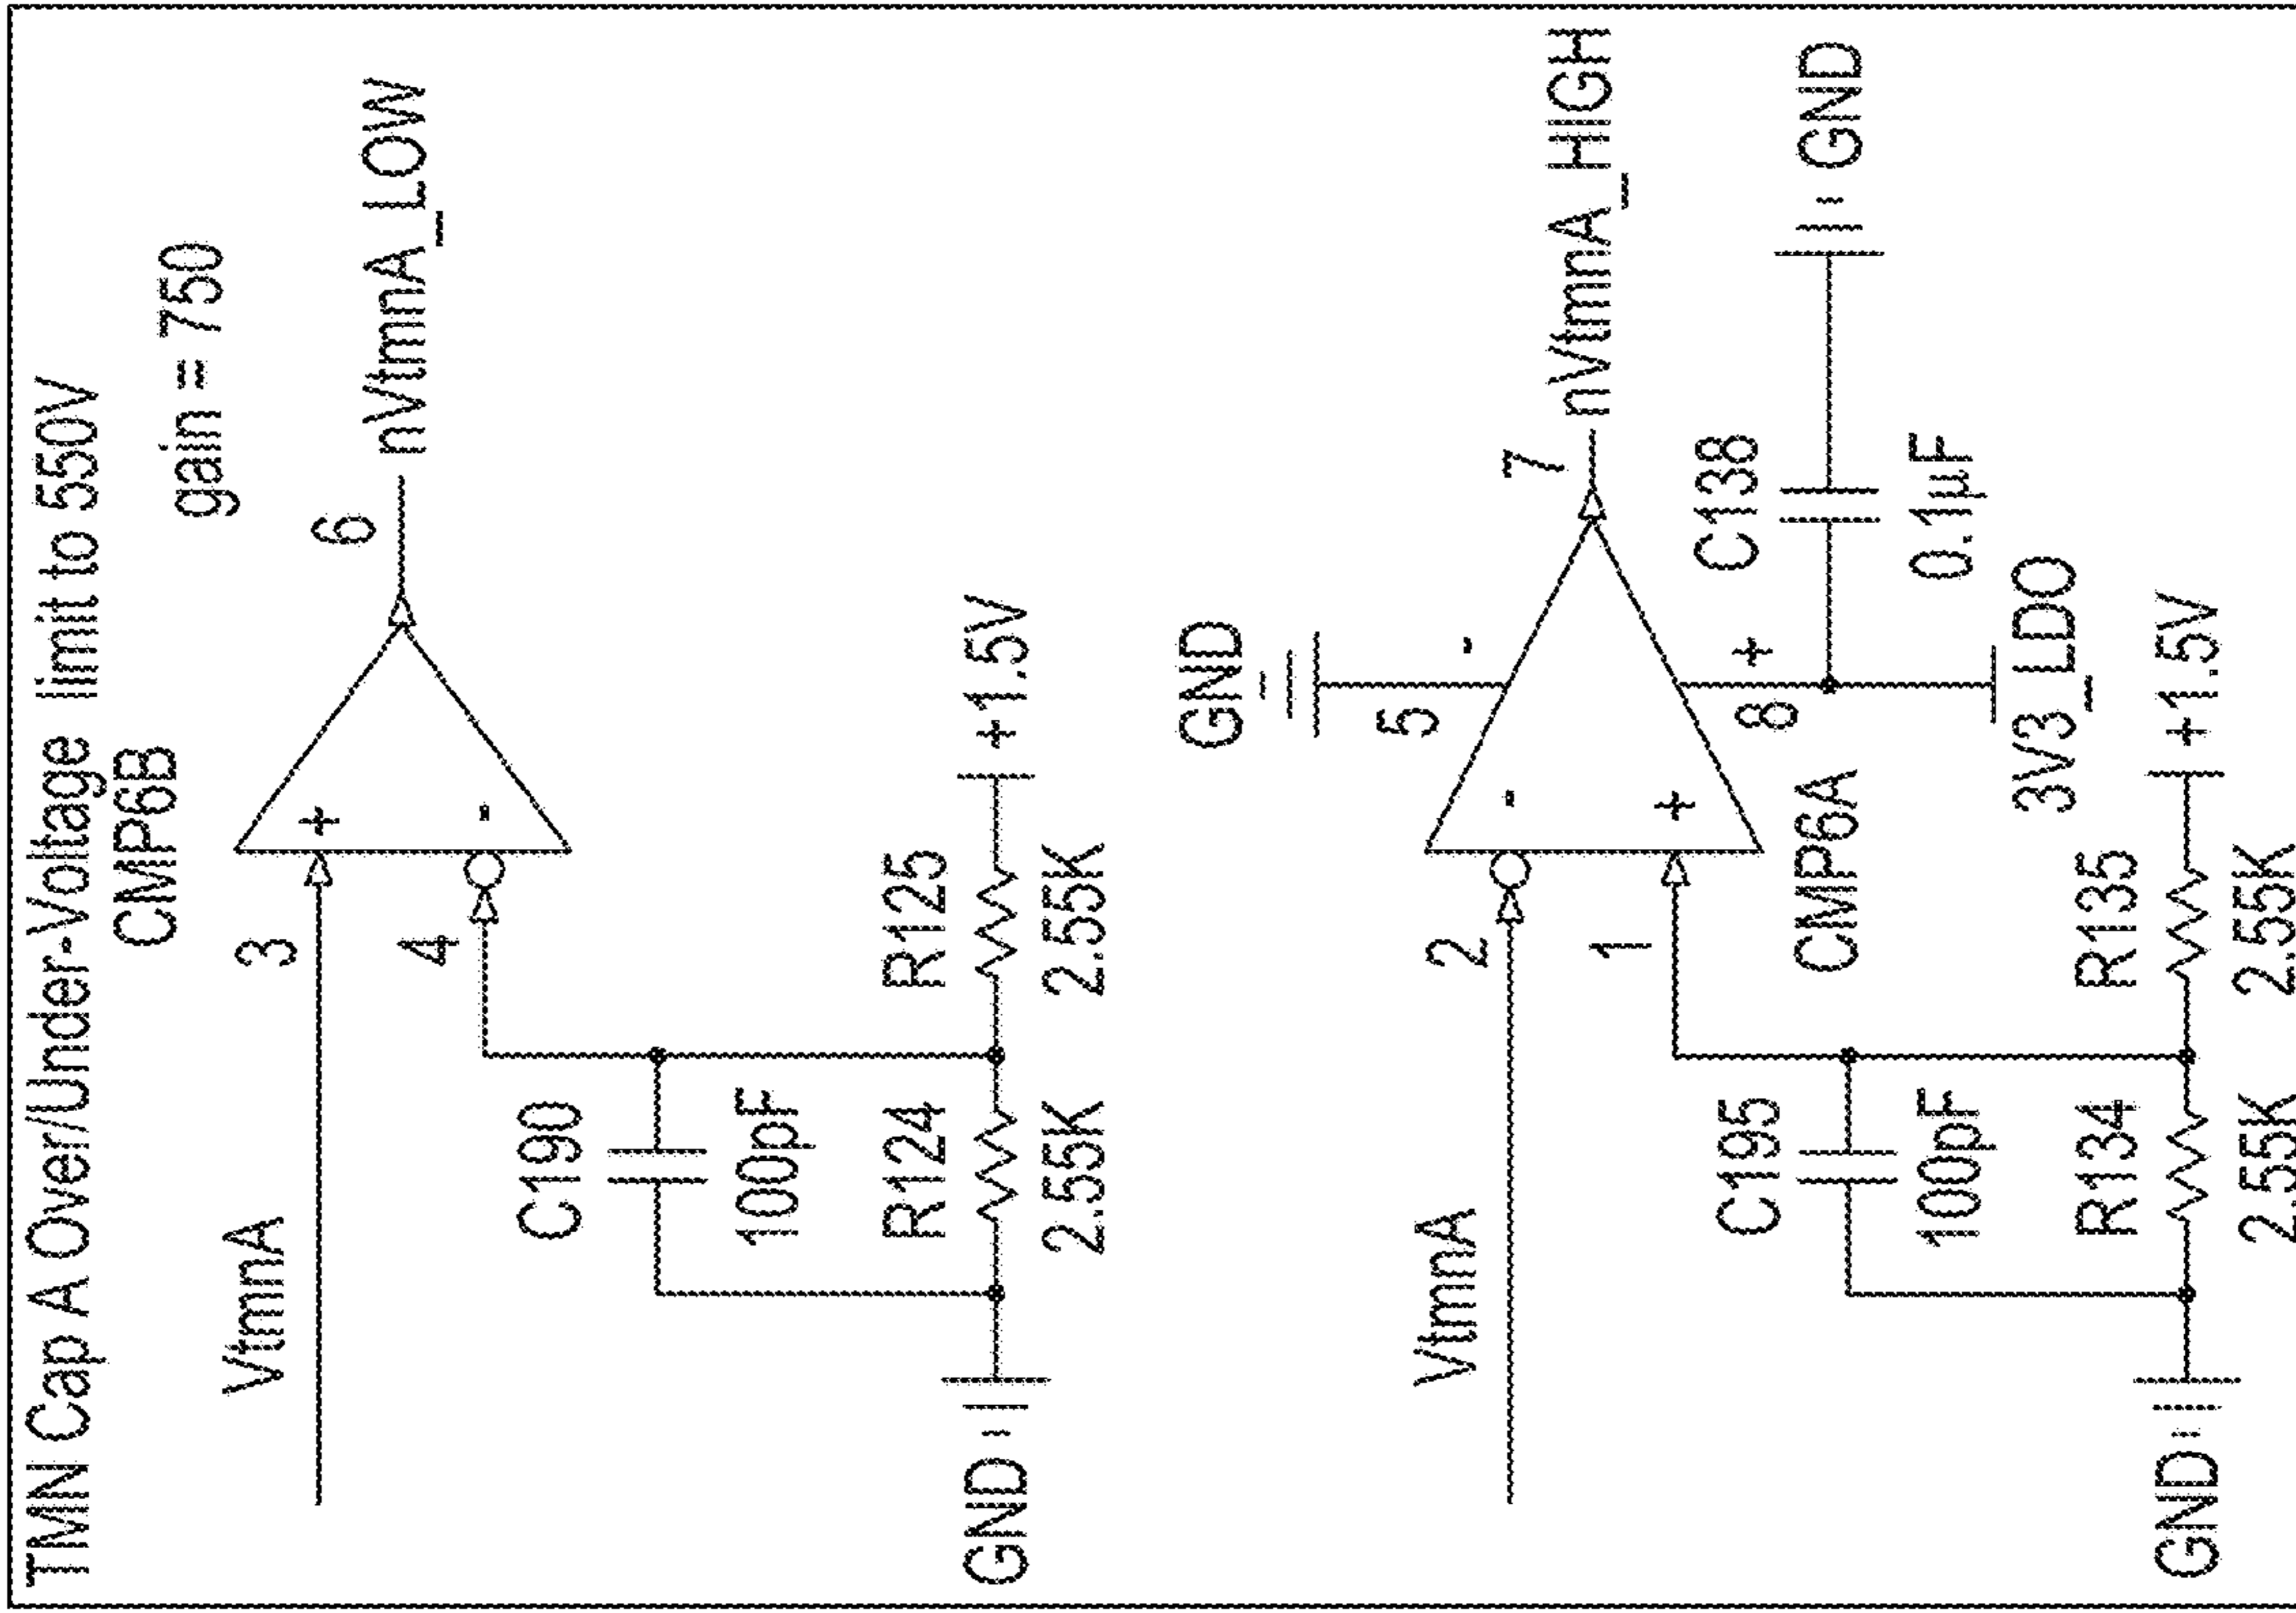 TMN Cap A Over/Under-Voltage limit to 550V
CMP6B
gain = 750
VtmnA
3
+
6
nVtmnA_LOW
4
-
C190
100pF
R124
2.55K
R125
2.55K
GND
+1.5V
GND
5
-
VtmnA
2
-
7
nVtmnA_HIGH
1
+
8
+
CMP6A
C138
0.1µF
GND
3V3_LDO
C195
100pF
R134
2.55K
R135
2.55K
GND
+1.5V